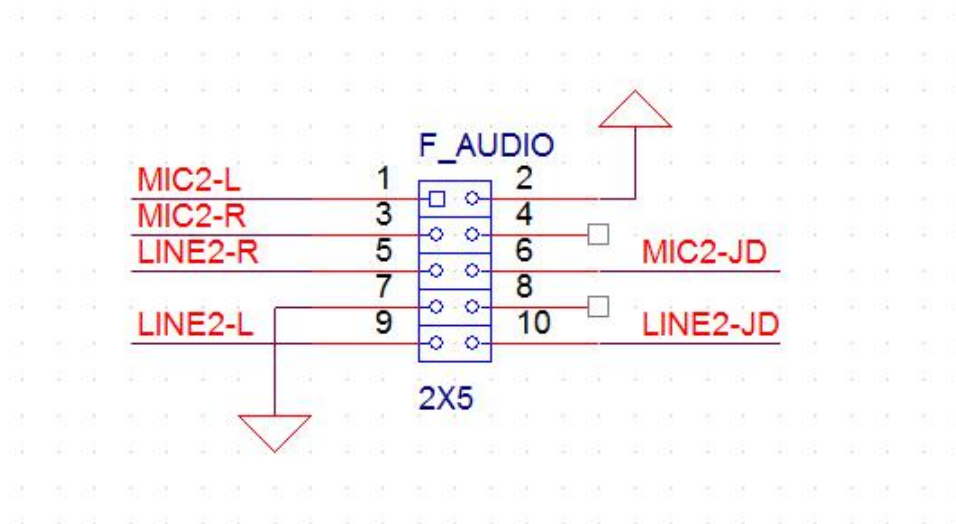 F_AUDIO
MIC2-L 1 2
MIC2-R 3 4
LINE2-R 5 6 MIC2-JD
7 8
LINE2-L 9 10 LINE2-JD
2X5